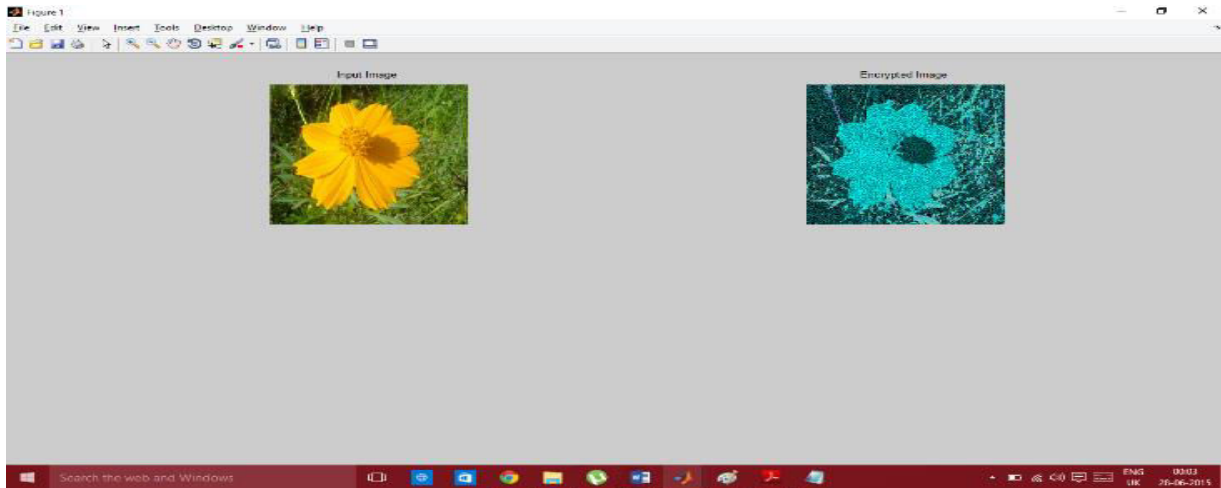 Figure 1
File Edit View Insert Tools Desktop Window Help
Input Image
Encrypted Image
Search the web and Windows
ENG
UK
00:03
26-06-2015